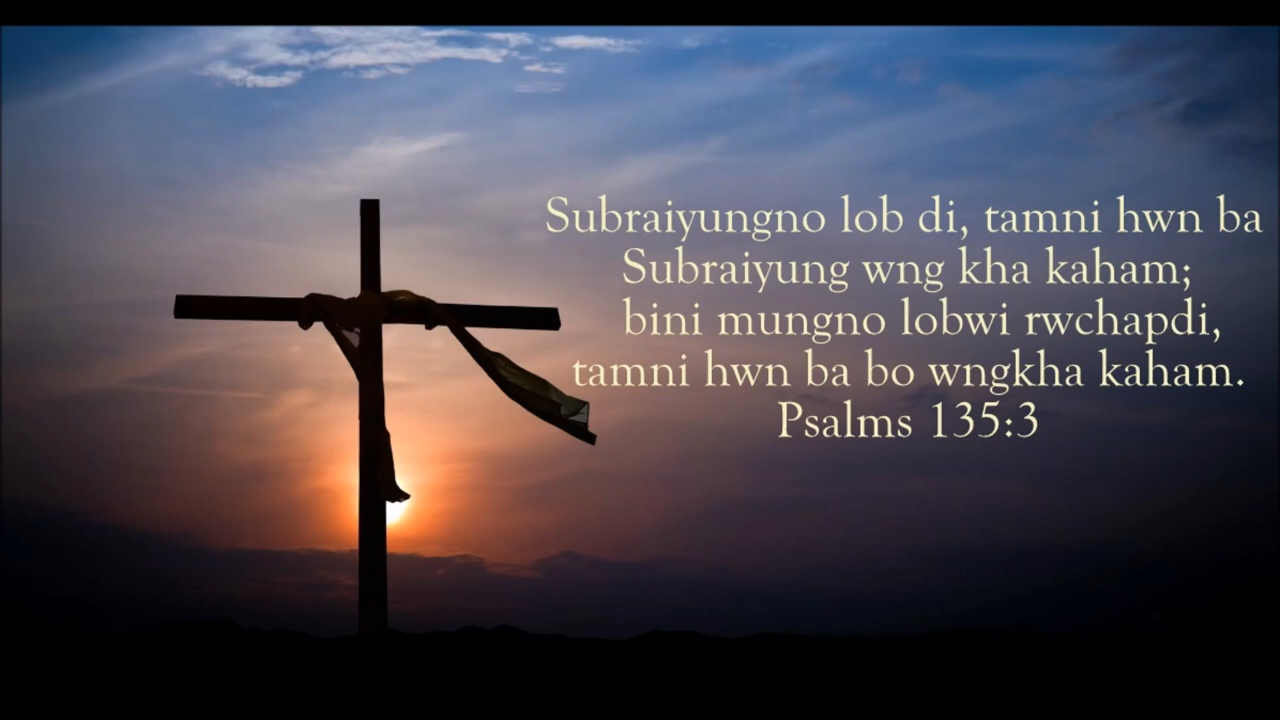 Subraiyungno lob di, tamni hwn ba
Subraiyung wng kha kaham;
bini mungno lobwi rwchapdi,
tamni hwn ba bo wngkha kaham.
Psalms 135:3